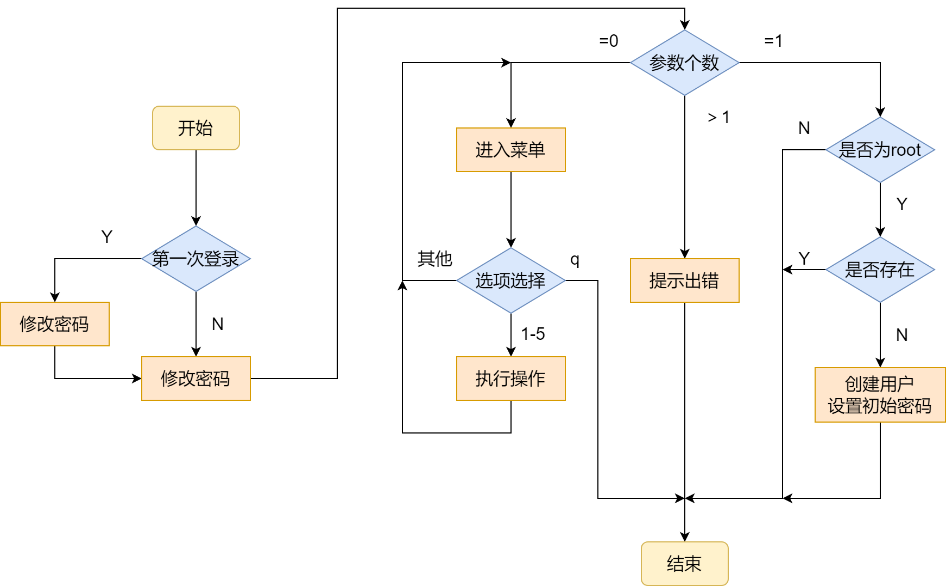 开始
第一次登录
Y
修改密码
N
修改密码
参数个数
=0
=1
> 1
进入菜单
选项选择
其他
q
1-5
执行操作
提示出错
是否为root
N
Y
是否存在
Y
N
创建用户
设置初始密码
结束